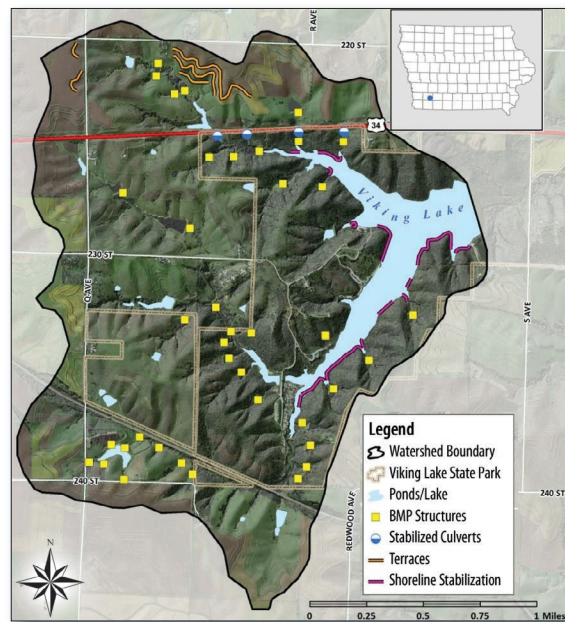 R AVE
220 ST
34
Viking Lake
230 ST
Q AVE
S AVE
Legend
Watershed Boundary
Viking Lake State Park
Ponds/Lake
BMP Structures
Stabilized Culverts
Terraces
Shoreline Stabilization
240 ST
240 ST
REDWOOD AVE
N
0 0.25 0.5 0.75 1 Miles